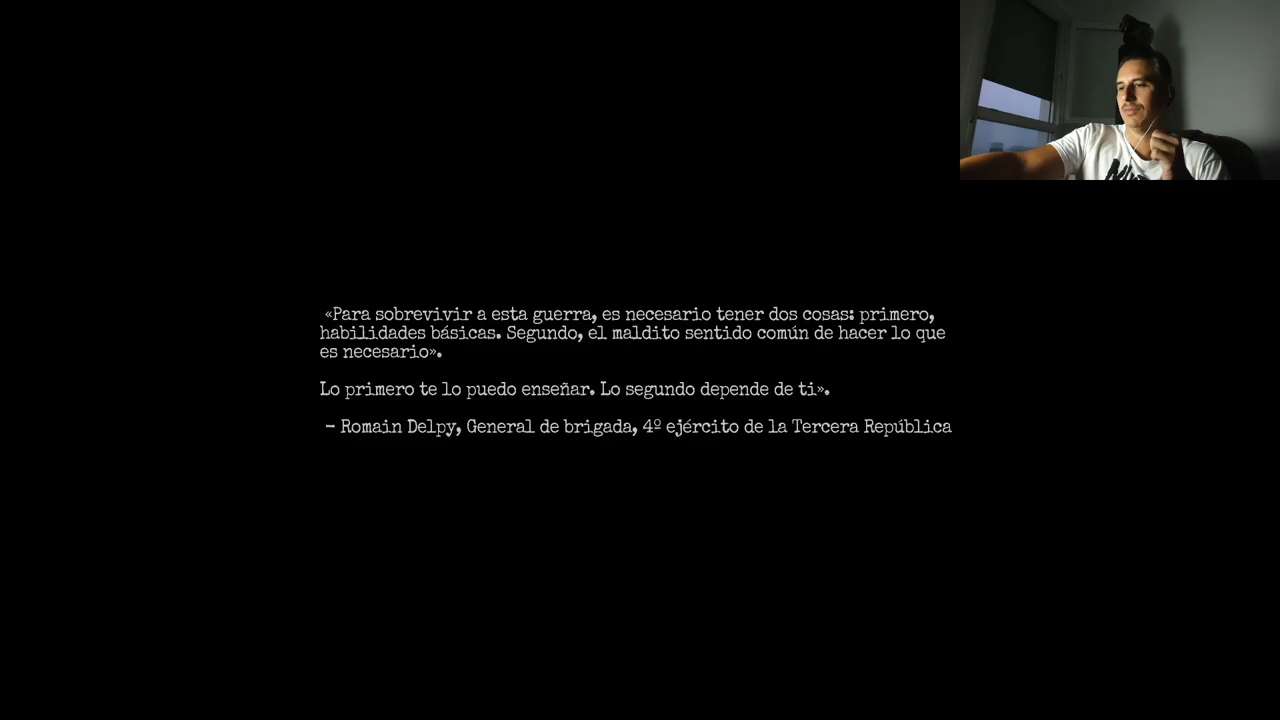 «Para sobrevivir a esta guerra, es necesario tener dos cosas: primero,
habilidades básicas. Segundo, el maldito sentido común de hacer lo que
es necesario».
Lo primero te lo puedo enseñar. Lo segundo depende de ti».
– Romain Delpy, General de brigada, 4º ejército de la Tercera República